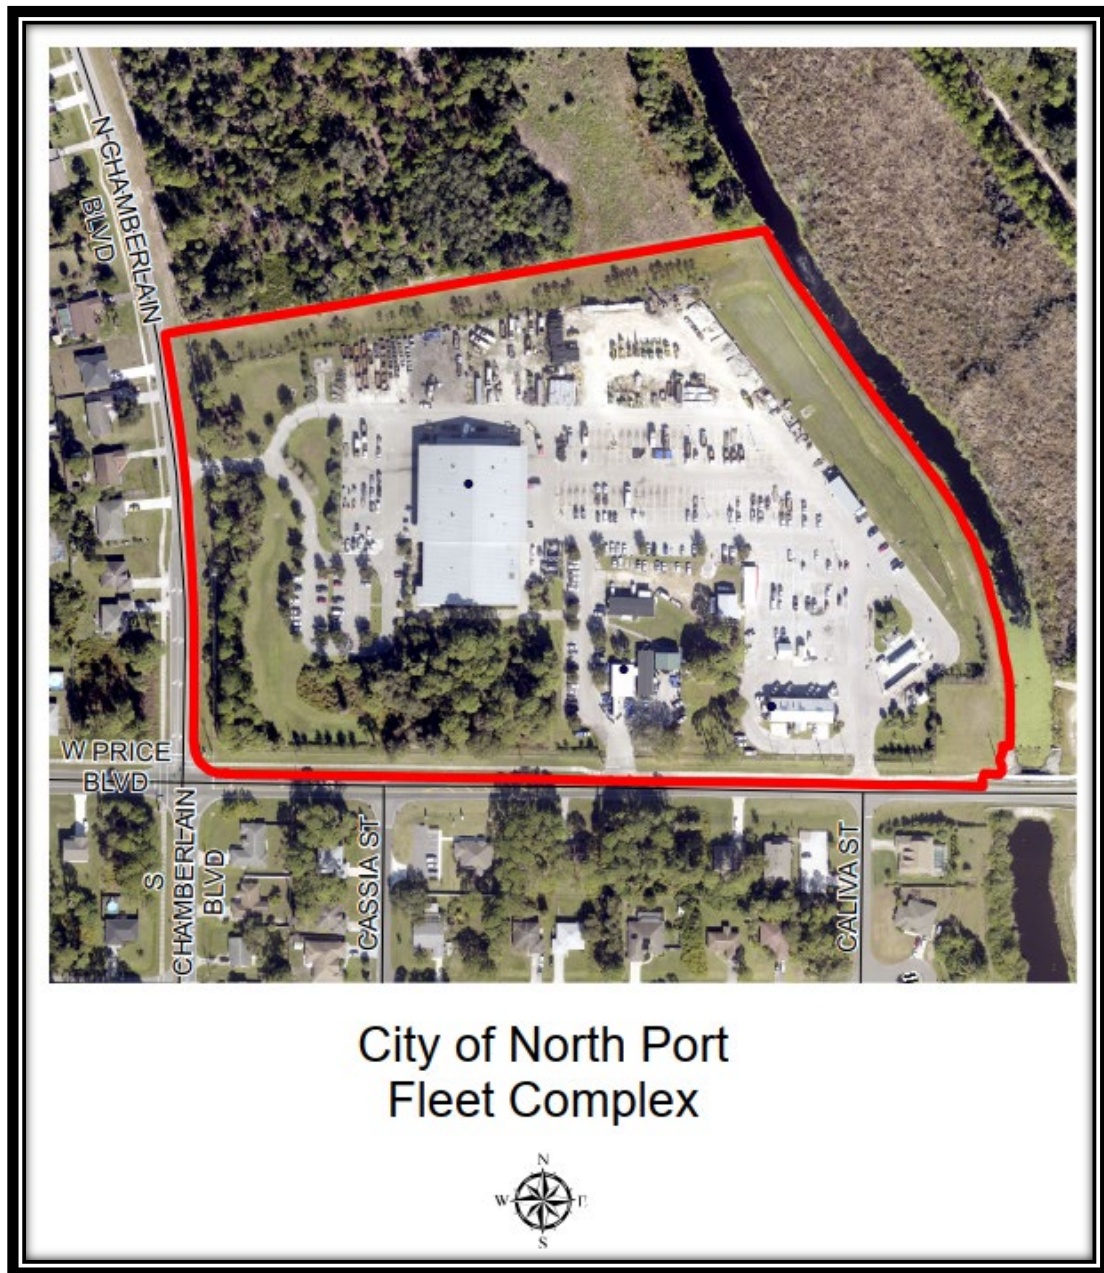 N CHAMBERLAIN
BLVD
W PRICE
BLVD
S
CHAMBERLAIN
BLVD
CASSIA ST
CALIVA ST
City of North Port
Fleet Complex
N
W E
S